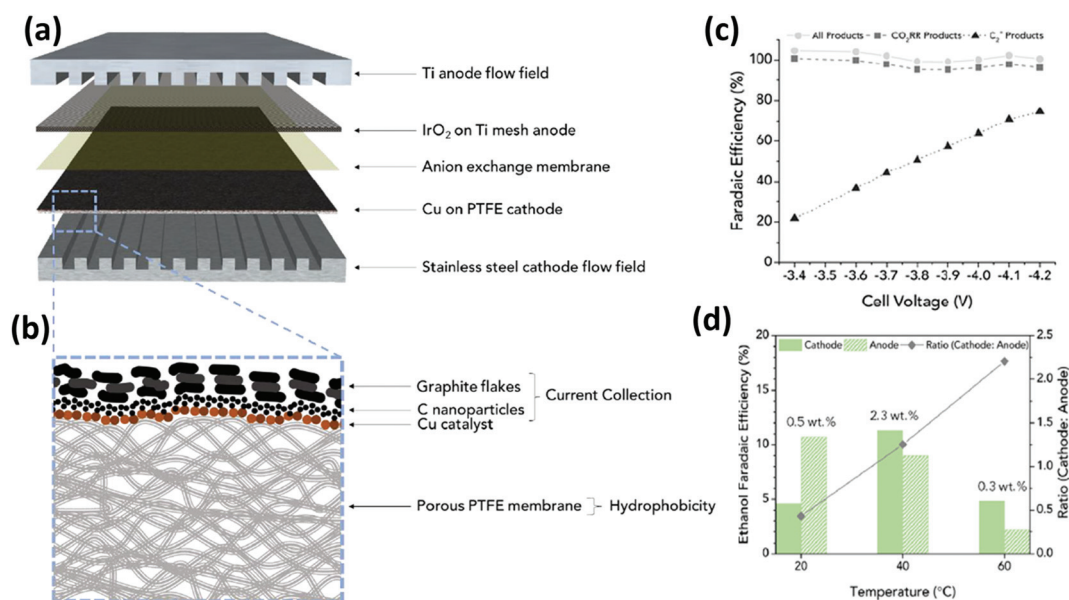 (a)
Ti anode flow field
IrO2 on Ti mesh anode
Anion exchange membrane
Cu on PTFE cathode
Stainless steel cathode flow field
(b)
Graphite flakes
C nanoparticles
Current Collection
Cu catalyst
Porous PTFE membrane
Hydrophobicity
(c)
All Products CO2RR Products C2+ Products
Faradaic Efficiency (%)
100
80
60
40
20
-3.4 -3.5 -3.6 -3.7 -3.8 -3.9 -4.0 -4.1 -4.2
Cell Voltage (V)
(d)
Cathode Anode Ratio (Cathode: Anode)
Ethanol Faradaic Efficiency (%)
20
15
10
5
0
0.5 wt.%
2.3 wt.%
0.3 wt.%
2.5
2.0
1.5
1.0
0.5
0.0
Ratio (Cathode: Anode)
20 40 60
Temperature (°C)